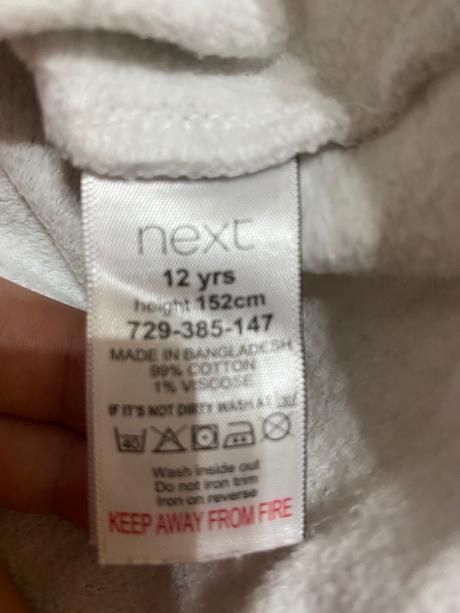 next
12 yrs
height 152cm
729-385-147
MADE IN BANGLADESH
99% COTTON
1% VISCOSE
IF IT'S NOT DIRTY WASH AT 30
40
Wash inside out
Do not iron trim
Iron on reverse
KEEP AWAY FROM FIRE